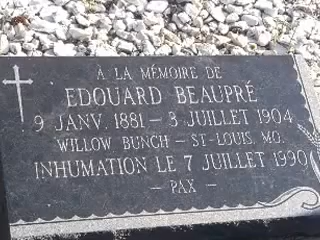 À LA MÉMOIRE DE
EDOUARD BEAUPRÉ
9 JANV. 1881 – 3 JUILLET 1904
WILLOW BUNCH – ST-LOUIS, MO.
INHUMATION LE 7 JUILLET 1990
– PAX –